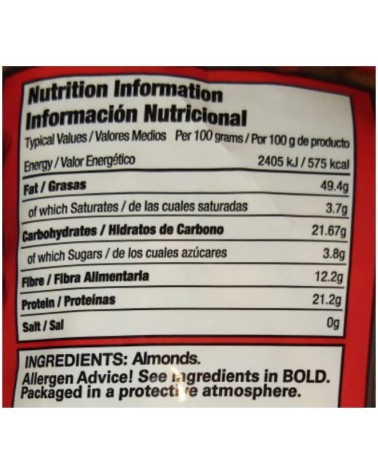 Nutrition Information
Información Nutricional
Typical Values / Valores Medios Per 100 grams / Por 100 g de producto
Energy / Valor Energético 2405 kJ / 575 kcal
Fat / Grasas 49.4g
of which Saturates / de las cuales saturadas 3.7g
Carbohydrates / Hidratos de Carbono 21.67g
of which Sugars / de los cuales azúcares 3.8g
Fibre / Fibra Alimentaria 12.2g
Protein / Proteínas 21.2g
Salt / Sal 0g
INGREDIENTS: Almonds.
Allergen Advice! See ingredients in BOLD.
Packaged in a protective atmosphere.